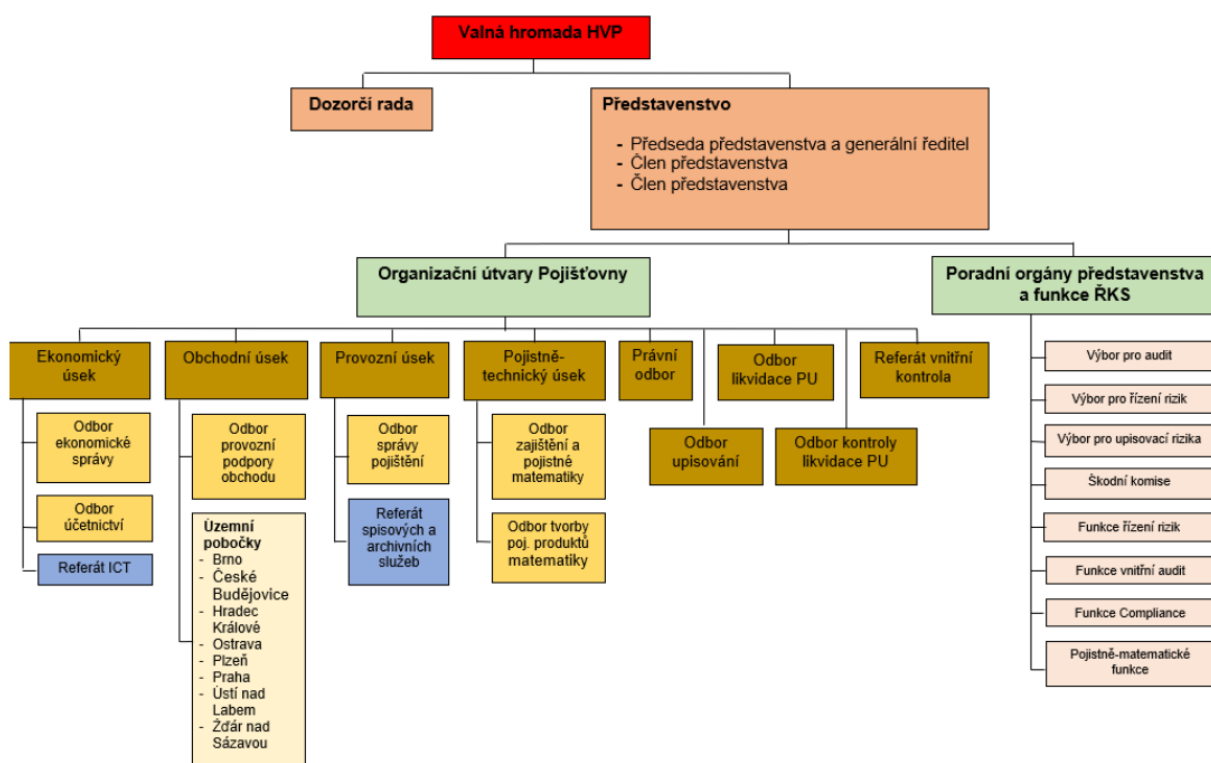 Valná hromada HVP
Dozorčí rada
Představenstvo
- Předseda představenstva a generální ředitel
- Člen představenstva
- Člen představenstva
Organizační útvary Pojišťovny
Poradní orgány představenstva
a funkce ŘKS
Ekonomický
úsek
Obchodní úsek
Provozní úsek
Pojistně-
technický úsek
Právní
odbor
Odbor
likvidace PU
Referát vnitřní
kontrola
Odbor
upisování
Odbor kontroly
likvidace PU
Odbor
ekonomické
správy
Odbor
účetnictví
Referát ICT
Odbor
provozní
podpory
obchodu
Územní
pobočky
- Brno
- České
Budějovice
- Hradec
Králové
- Ostrava
- Plzeň
- Praha
- Ústí nad
Labem
- Žďár nad
Sázavou
Odbor
správy
pojištění
Referát
spisových a
archivních
služeb
Odbor
zajištění a
pojistné
matematiky
Odbor tvorby
poj. produktů
matematiky
Výbor pro audit
Výbor pro řízení rizik
Výbor pro upisovací rizika
Škodní komise
Funkce řízení rizik
Funkce vnitřní audit
Funkce Compliance
Pojistně-matematické
funkce